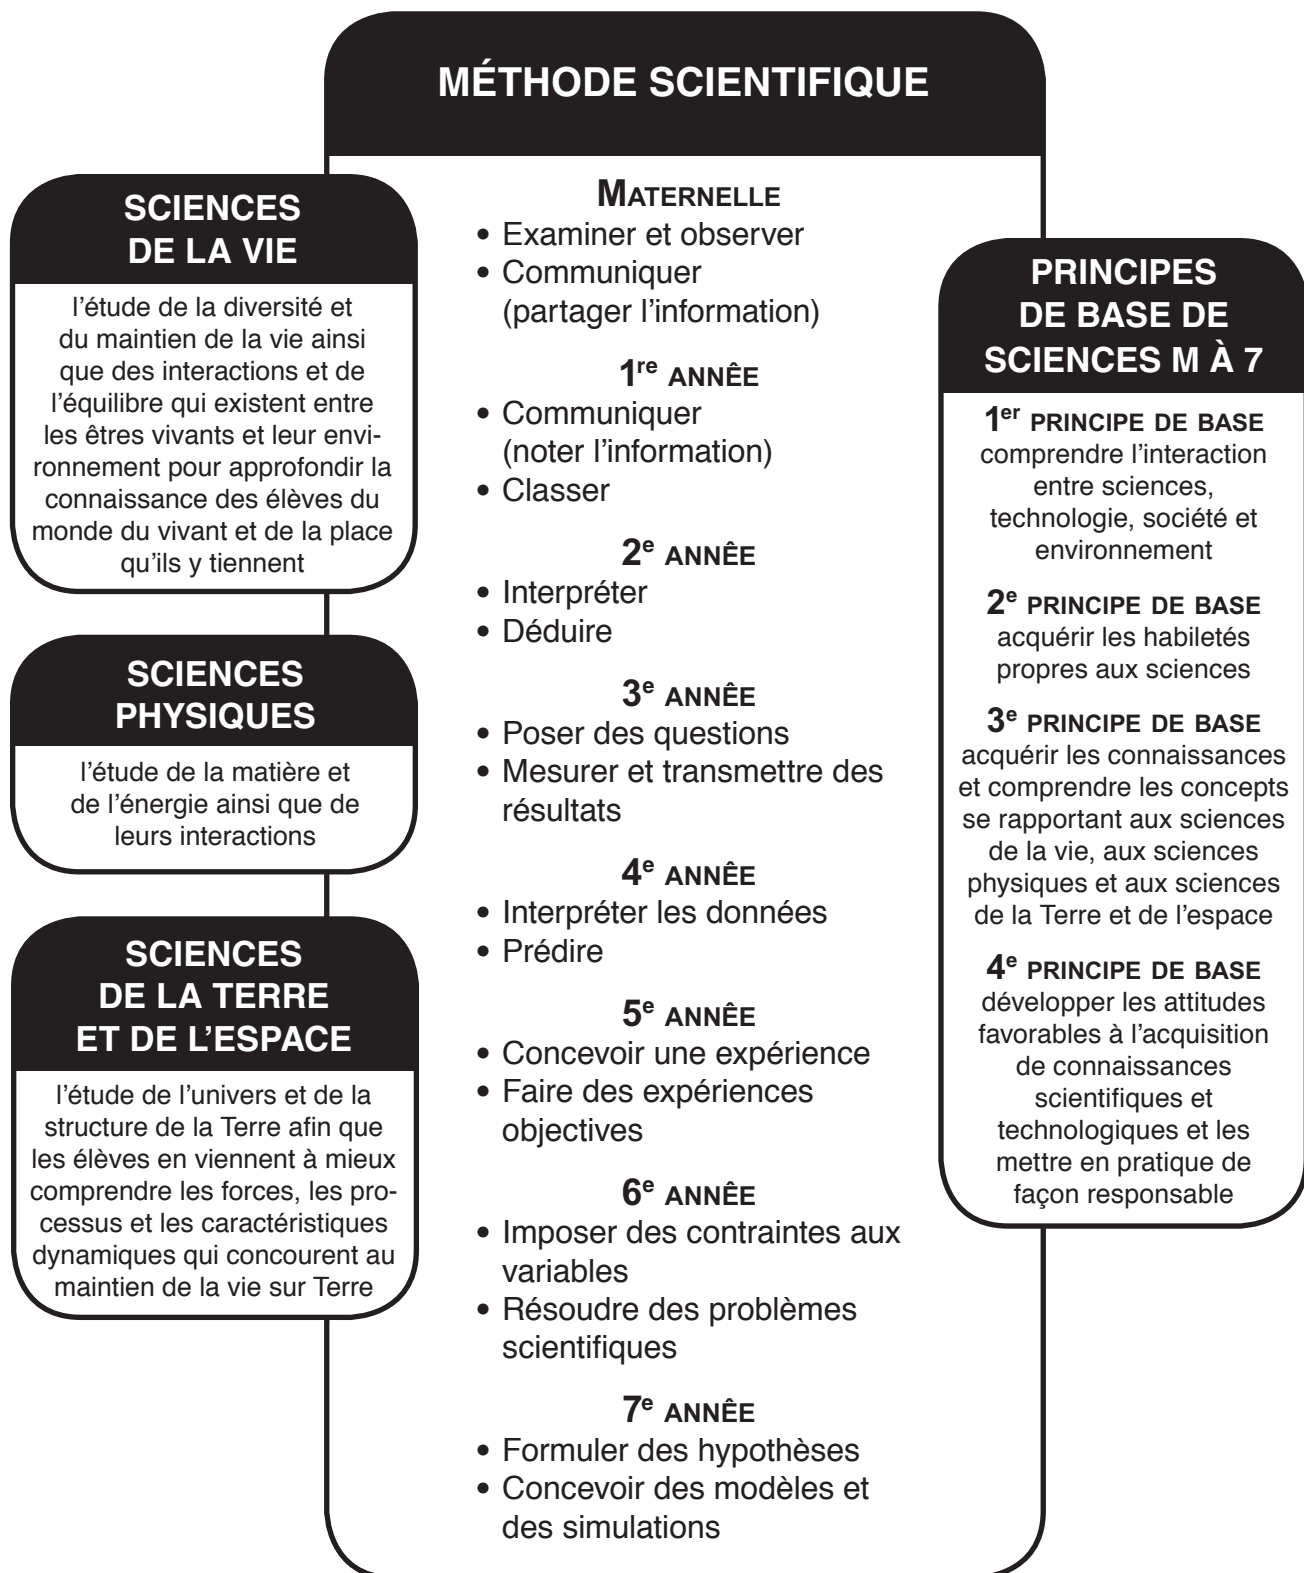 MÉTHODE SCIENTIFIQUE
SCIENCES
DE LA VIE
l’étude de la diversité et
du maintien de la vie ainsi
que des interactions et de
l’équilibre qui existent entre
les êtres vivants et leur envi-
ronnement pour approfondir la
connaissance des élèves du
monde du vivant et de la place
qu’ils y tiennent
SCIENCES
PHYSIQUES
l’étude de la matière et
de l’énergie ainsi que de
leurs interactions
SCIENCES
DE LA TERRE
ET DE L’ESPACE
l’étude de l’univers et de la
structure de la Terre afin que
les élèves en viennent à mieux
comprendre les forces, les pro-
cessus et les caractéristiques
dynamiques qui concourent au
maintien de la vie sur Terre
MATERNELLE
• Examiner et observer
• Communiquer
(partager l’information)
1re ANNÊE
• Communiquer
(noter l’information)
• Classer
2e ANNÊE
• Interpréter
• Déduire
3e ANNÊE
• Poser des questions
• Mesurer et transmettre des
résultats
4e ANNÊE
• Interpréter les données
• Prédire
5e ANNÊE
• Concevoir une expérience
• Faire des expériences
objectives
6e ANNÊE
• Imposer des contraintes aux
variables
• Résoudre des problèmes
scientifiques
7e ANNÊE
• Formuler des hypothèses
• Concevoir des modèles et
des simulations
PRINCIPES
DE BASE DE
SCIENCES M À 7
1er PRINCIPE DE BASE
comprendre l’interaction
entre sciences,
technologie, société et
environnement
2e PRINCIPE DE BASE
acquérir les habiletés
propres aux sciences
3e PRINCIPE DE BASE
acquérir les connaissances
et comprendre les concepts
se rapportant aux sciences
de la vie, aux sciences
physiques et aux sciences
de la Terre et de l’espace
4e PRINCIPE DE BASE
développer les attitudes
favorables à l’acquisition
de connaissances
scientifiques et
technologiques et les
mettre en pratique de
façon responsable